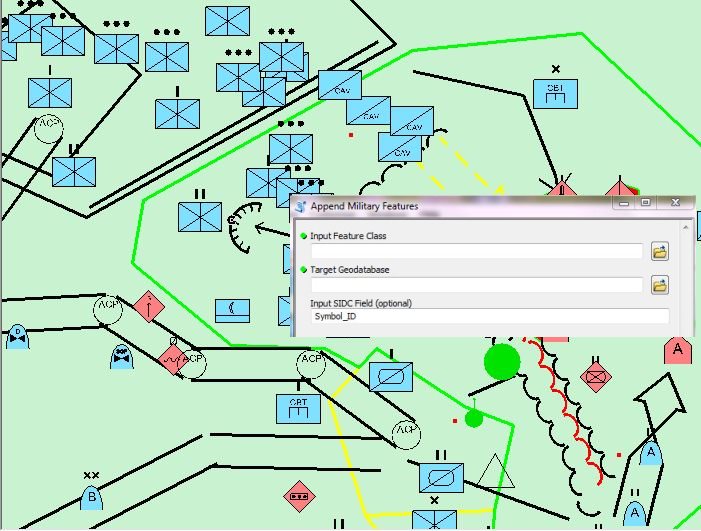 CBT
CAV
CAV
CAV
CAV
ACP
Append Military Features
Input Feature Class
Target Geodatabase
Input SIDC Field (optional)
Symbol_ID
ACP
D
ACP
ACP
A
CBT
ACP
A
B
A